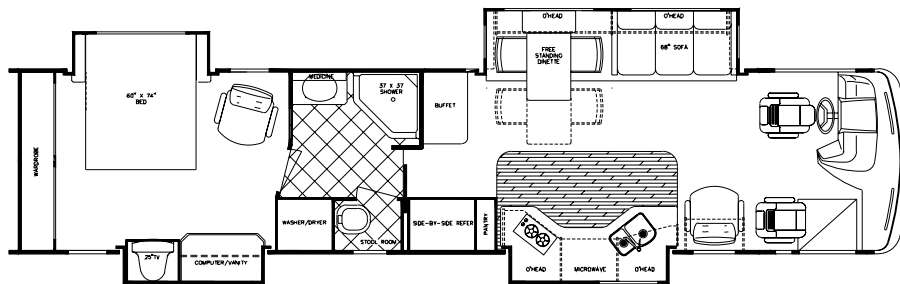 O'HEAD
O'HEAD
FREE
STANDING
DINETTE
68" SOFA
MEDICINE
37 X 37
SHOWER
60" X 74"
BED
BUFFET
WARDROBE
WASHER/DRYER
SIDE-BY-SIDE REFER
PANTRY
STOOL ROOM
25"TV
COMPUTER/VANITY
O'HEAD
MICROWAVE
O'HEAD